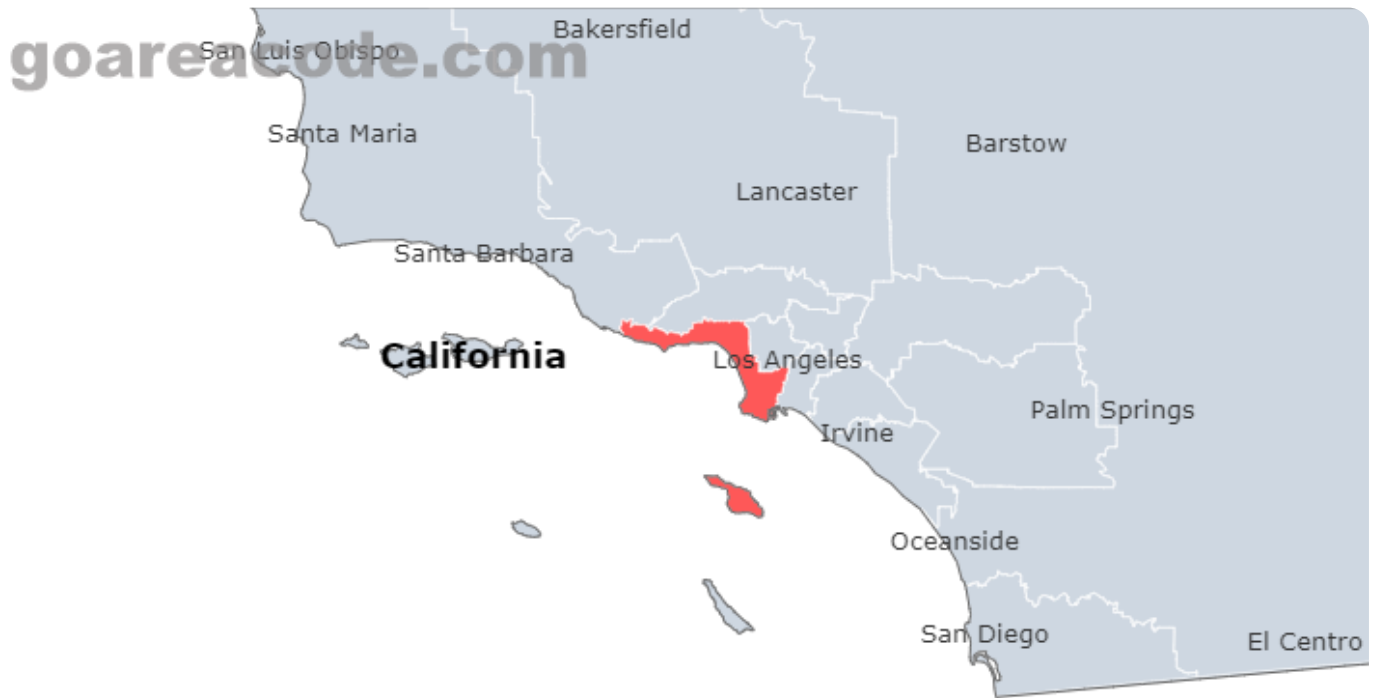 Bakersfield
San Luis Obispo
goareacode.com
Santa Maria
Barstow
Lancaster
Santa Barbara
California
Los Angeles
Palm Springs
Irvine
Oceanside
San Diego
El Centro